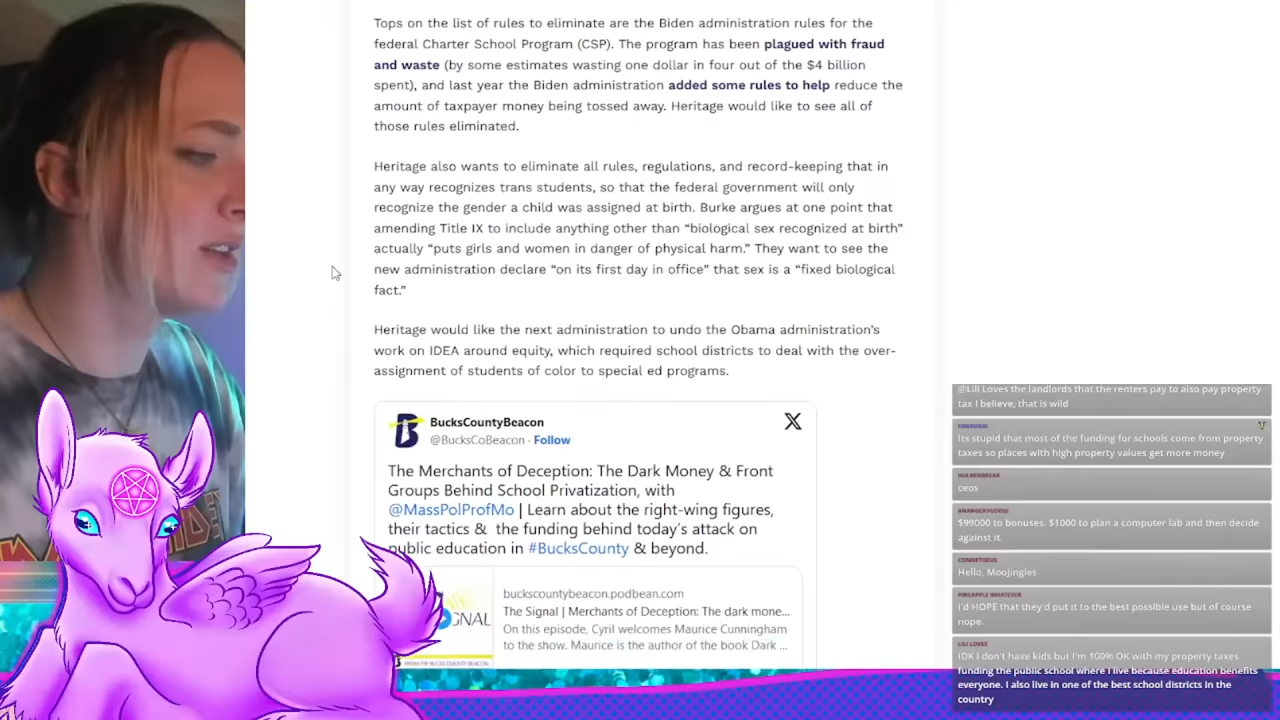 Tops on the list of rules to eliminate are the Biden administration rules for the
federal Charter School Program (CSP). The program has been plagued with fraud
and waste (by some estimates wasting one dollar in four out of the $4 billion
spent), and last year the Biden administration added some rules to help reduce the
amount of taxpayer money being tossed away. Heritage would like to see all of
those rules eliminated.
Heritage also wants to eliminate all rules, regulations, and record-keeping that in
any way recognizes trans students, so that the federal government will only
recognize the gender a child was assigned at birth. Burke argues at one point that
amending Title IX to include anything other than “biological sex recognized at birth”
actually “puts girls and women in danger of physical harm.” They want to see the
new administration declare “on its first day in office” that sex is a “fixed biological
fact.”
Heritage would like the next administration to undo the Obama administration’s
work on IDEA around equity, which required school districts to deal with the over-
assignment of students of color to special ed programs.
BucksCountyBeacon
@BucksCoBeacon · Follow
The Merchants of Deception: The Dark Money & Front
Groups Behind School Privatization, with
@MassPolProfMo | Learn about the right-wing figures,
their tactics & the funding behind today’s attack on
public education in #BucksCounty & beyond.
buckscountybeacon.podbean.com
The Signal | Merchants of Deception: The dark mone...
On this episode, Cyril welcomes Maurice Cunningham
to the show. Maurice is the author of the book Dark ...
@Lili Loves the landlords that the renters pay to also pay property
tax I believe, that is wild
Its stupid that most of the funding for schools come from property
taxes so places with high property values get more money
HULKENBREAK
ceos
$99000 to bonuses. $1000 to plan a computer lab and then decide
against it.
Hello, MooJingles
PINEAPPLE WHATEVER
I'd HOPE that they'd put it to the best possible use but of course
nope.
LILI LOVES
IDK i don't have kids but I'm 100% OK with my property taxes
funding the public school where I live because education benefits
everyone. I also live in one of the best school districts in the
country